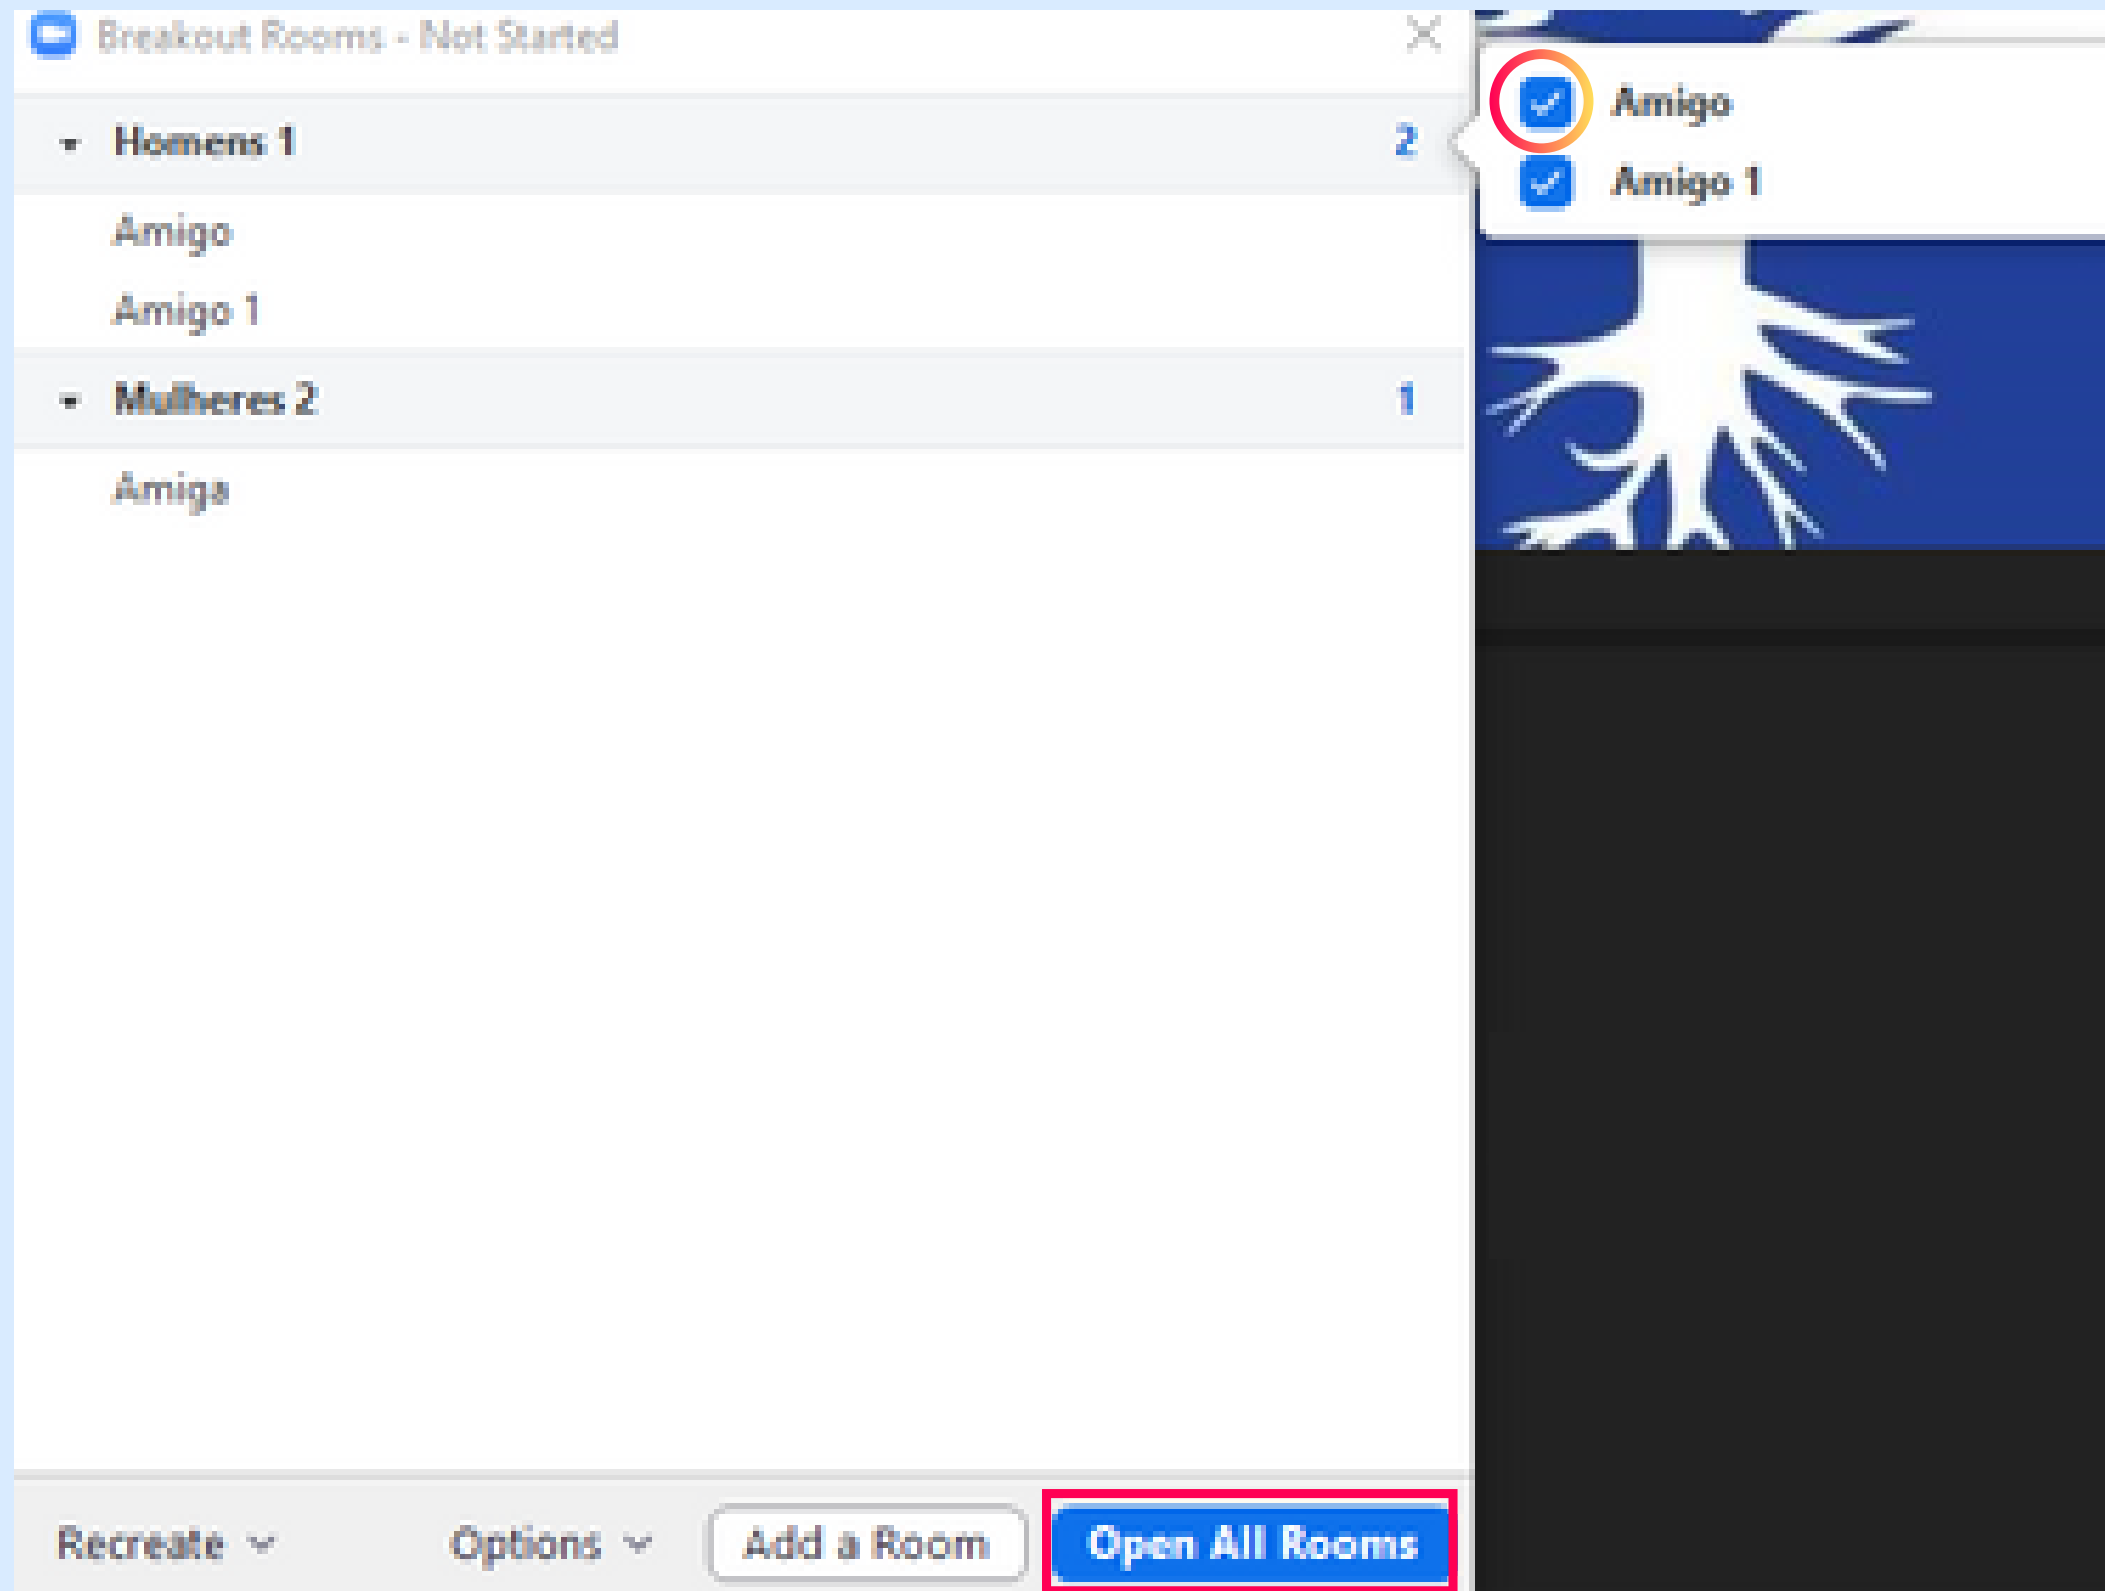 Breakout Rooms - Not Started
Homens 1
2
Amigo
Amigo 1
Mulheres 2
1
Amiga
Amigo
Amigo 1
Recreate
Options
Add a Room
Open All Rooms